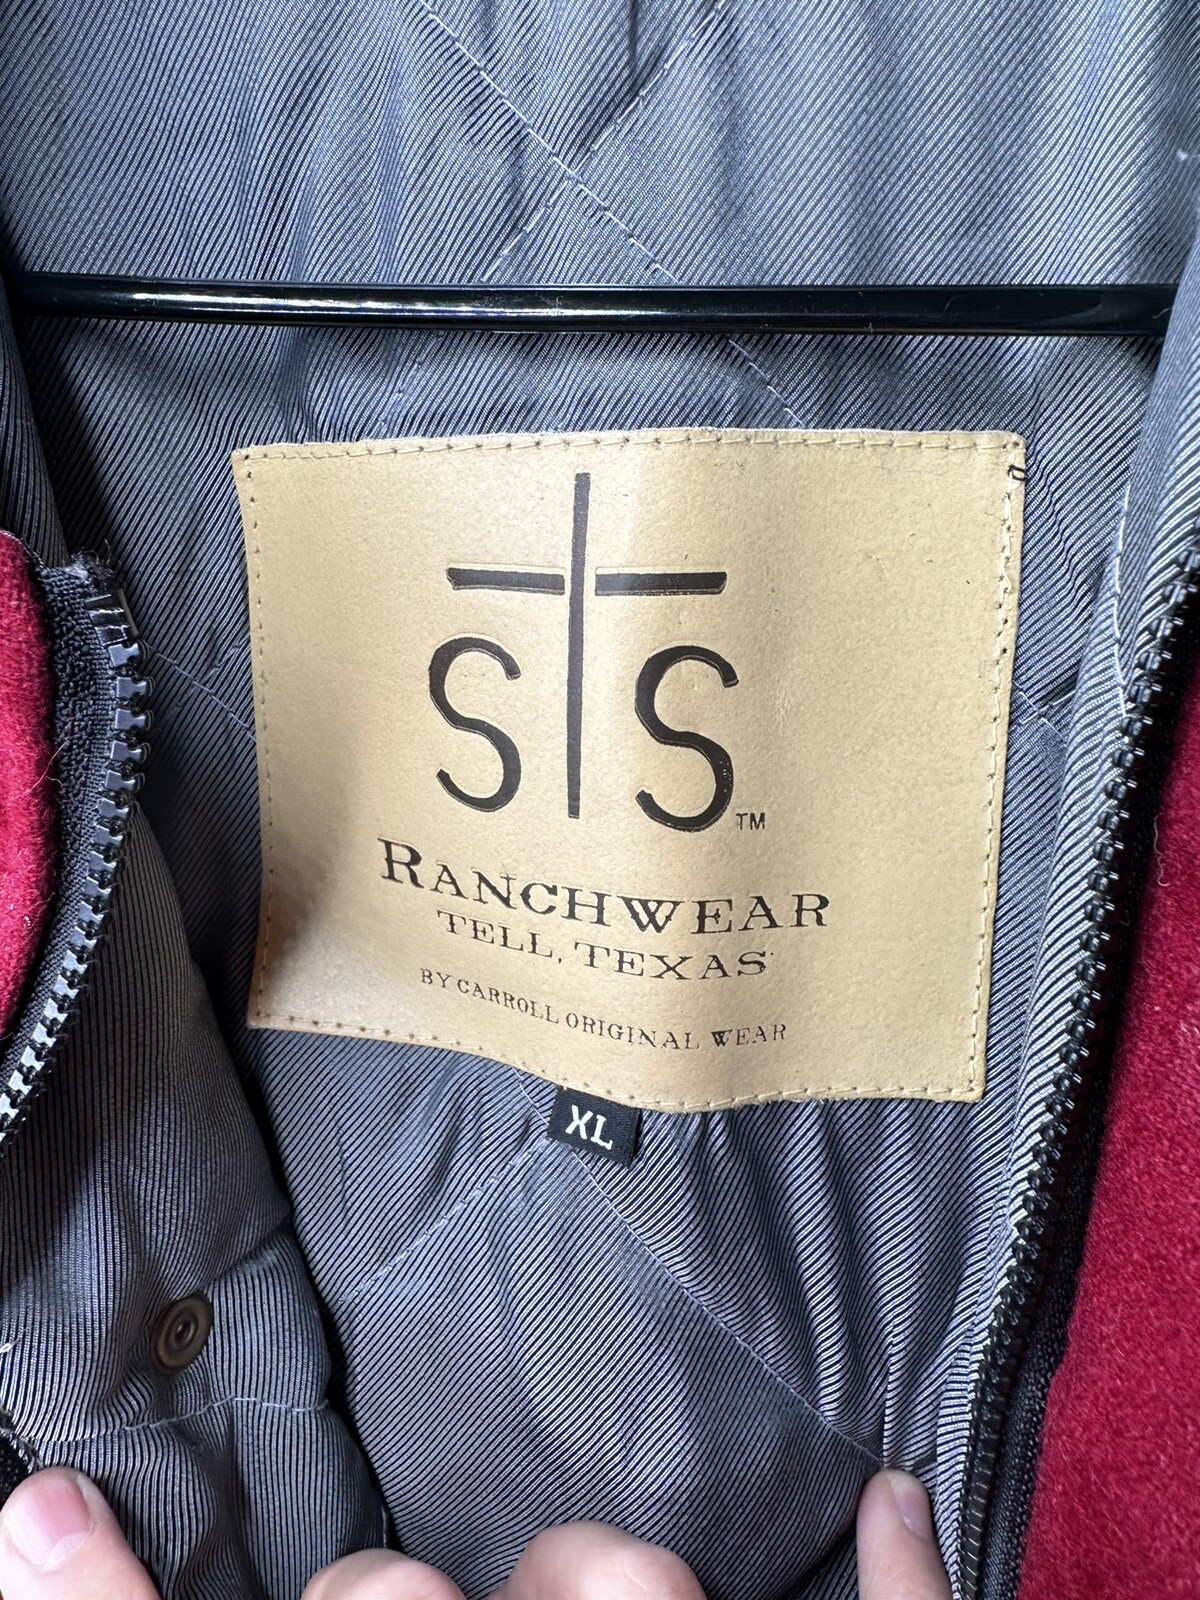 STS
TM
RANCHWEAR
TELL, TEXAS
BY CARROLL ORIGINAL WEAR
XL